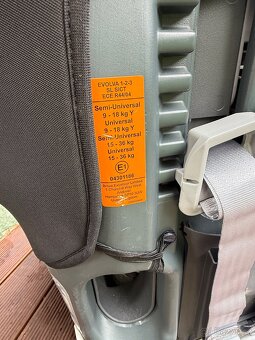 EVOLVA 1-2-3
SL SICT
ECE R44/04
Semi-Universal
9 - 18 kg Y
Universal
9 - 18 kg Y
Semi-Universal
15 - 36 kg
Universal
15 - 36 kg
E1
04301186